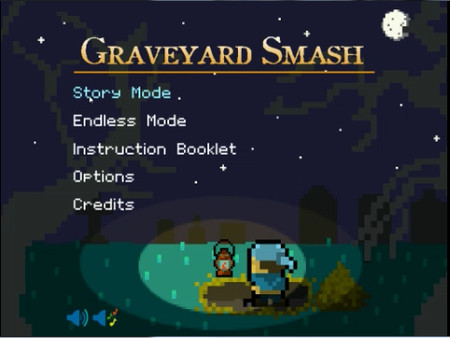 Graveyard Smash
Story Mode
Endless Mode
Instruction Booklet
Options
Credits